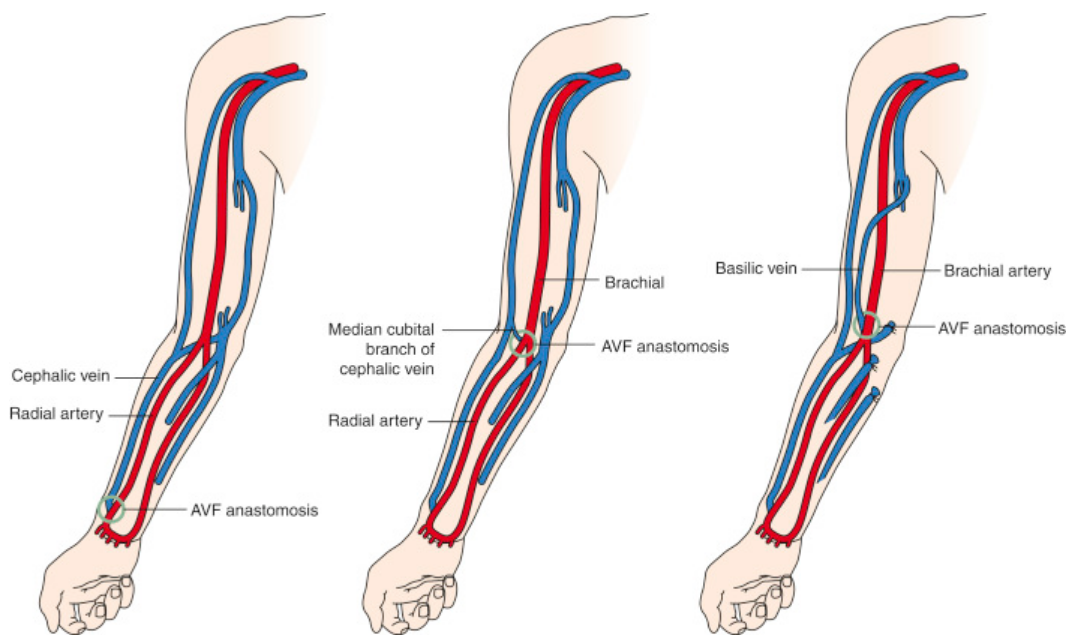 Cephalic vein
Radial artery
AVF anastomosis
Brachial
Median cubital
branch of
cephalic vein
AVF anastomosis
Radial artery
Basilic vein
Brachial artery
AVF anastomosis